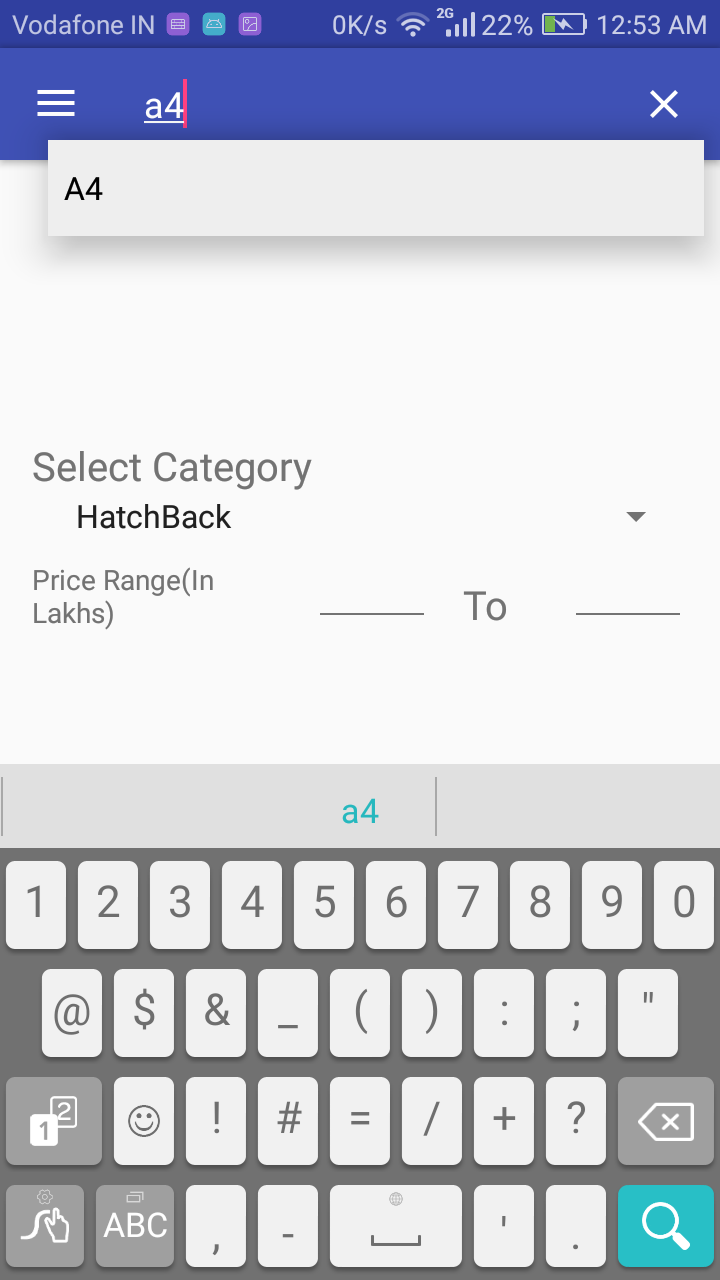 Vodafone IN 0K/s 2G 22% 12:53 AM
a4
A4
Select Category
HatchBack
Price Range(In
Lakhs)
To
a4
1 2 3 4 5 6 7 8 9 0
@ $ & _ ( ) : ; "
1 2 ! # = / + ?
ABC , - ' .